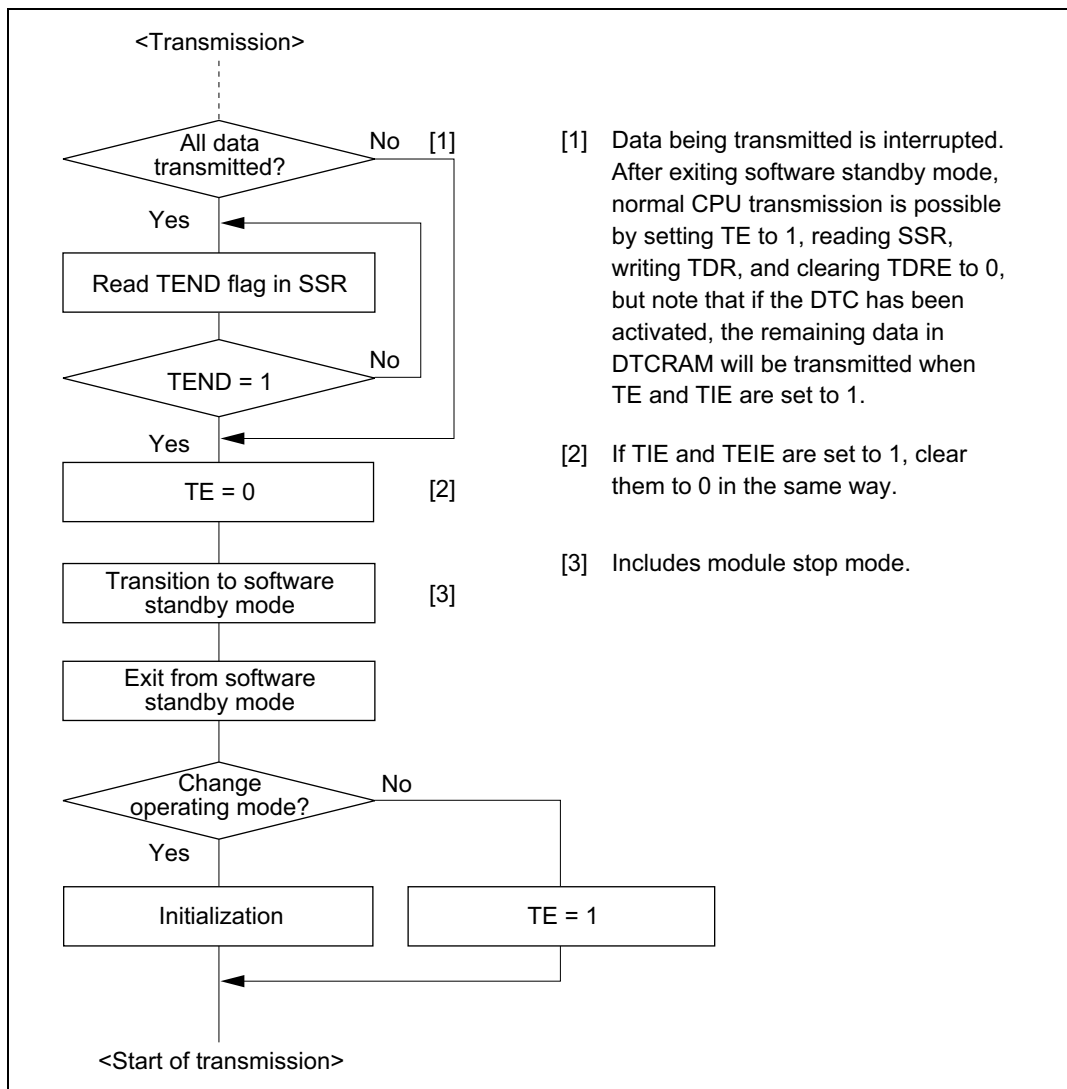 <Transmission>
All data
transmitted?
No
[1]
Yes
Read TEND flag in SSR
TEND = 1
No
Yes
TE = 0
[2]
Transition to software
standby mode
[3]
Exit from software
standby mode
Change
operating mode?
No
Yes
Initialization
TE = 1
<Start of transmission>
[1] Data being transmitted is interrupted.
After exiting software standby mode,
normal CPU transmission is possible
by setting TE to 1, reading SSR,
writing TDR, and clearing TDRE to 0,
but note that if the DTC has been
activated, the remaining data in
DTCRAM will be transmitted when
TE and TIE are set to 1.
[2] If TIE and TEIE are set to 1, clear
them to 0 in the same way.
[3] Includes module stop mode.